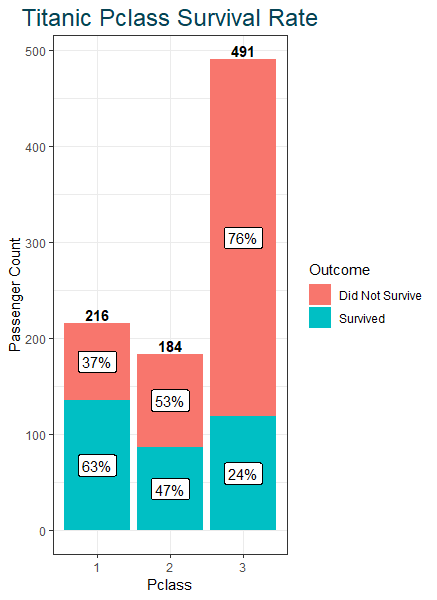 Titanic Pclass Survival Rate
500
400
300
200
100
0
Passenger Count
491
216
184
76%
37%
53%
63%
47%
24%
1 2 3
Pclass
Outcome
Did Not Survive
Survived